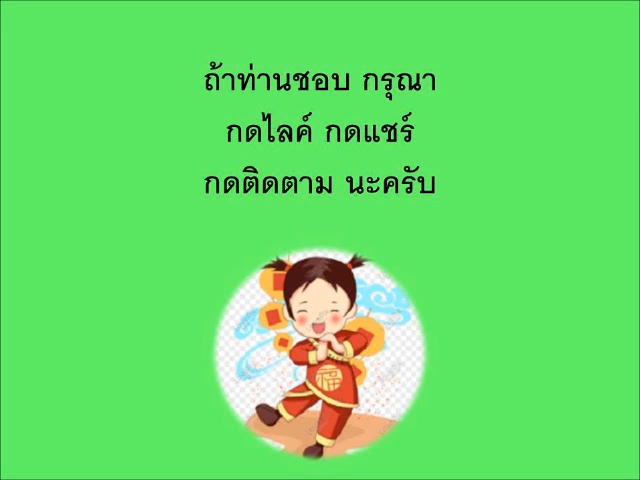 ถ้าท่านชอบ กรุณา
กดไลค์ กดแชร์
กดติดตาม นะครับ
福